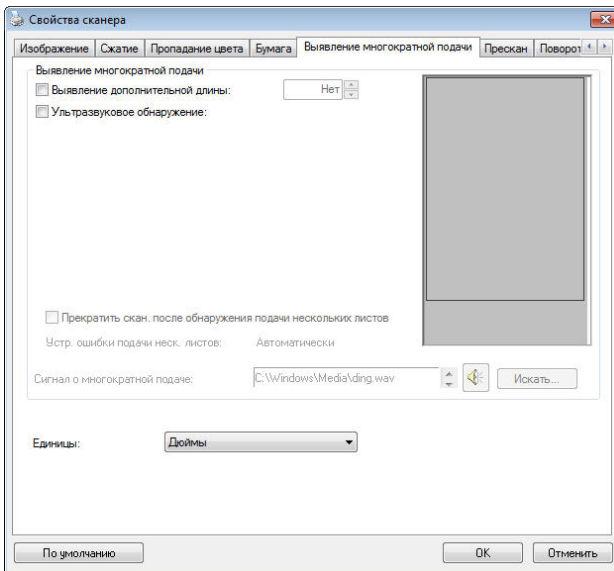 Свойства сканера
Изображение Сжатие Пропадание цвета Бумага Выявление многократной подачи Прескан Поворот
Выявление многократной подачи
Выявление дополнительной длины: Нет
Ультразвуковое обнаружение:
Прекратить скан. после обнаружения подачи нескольких листов
Устр. ошибки подачи неск. листов: Автоматически
Сигнал о многократной подаче: C:\Windows\Media\ding.wav Искать...
Единицы: Дюймы
По умолчанию OK Отменить